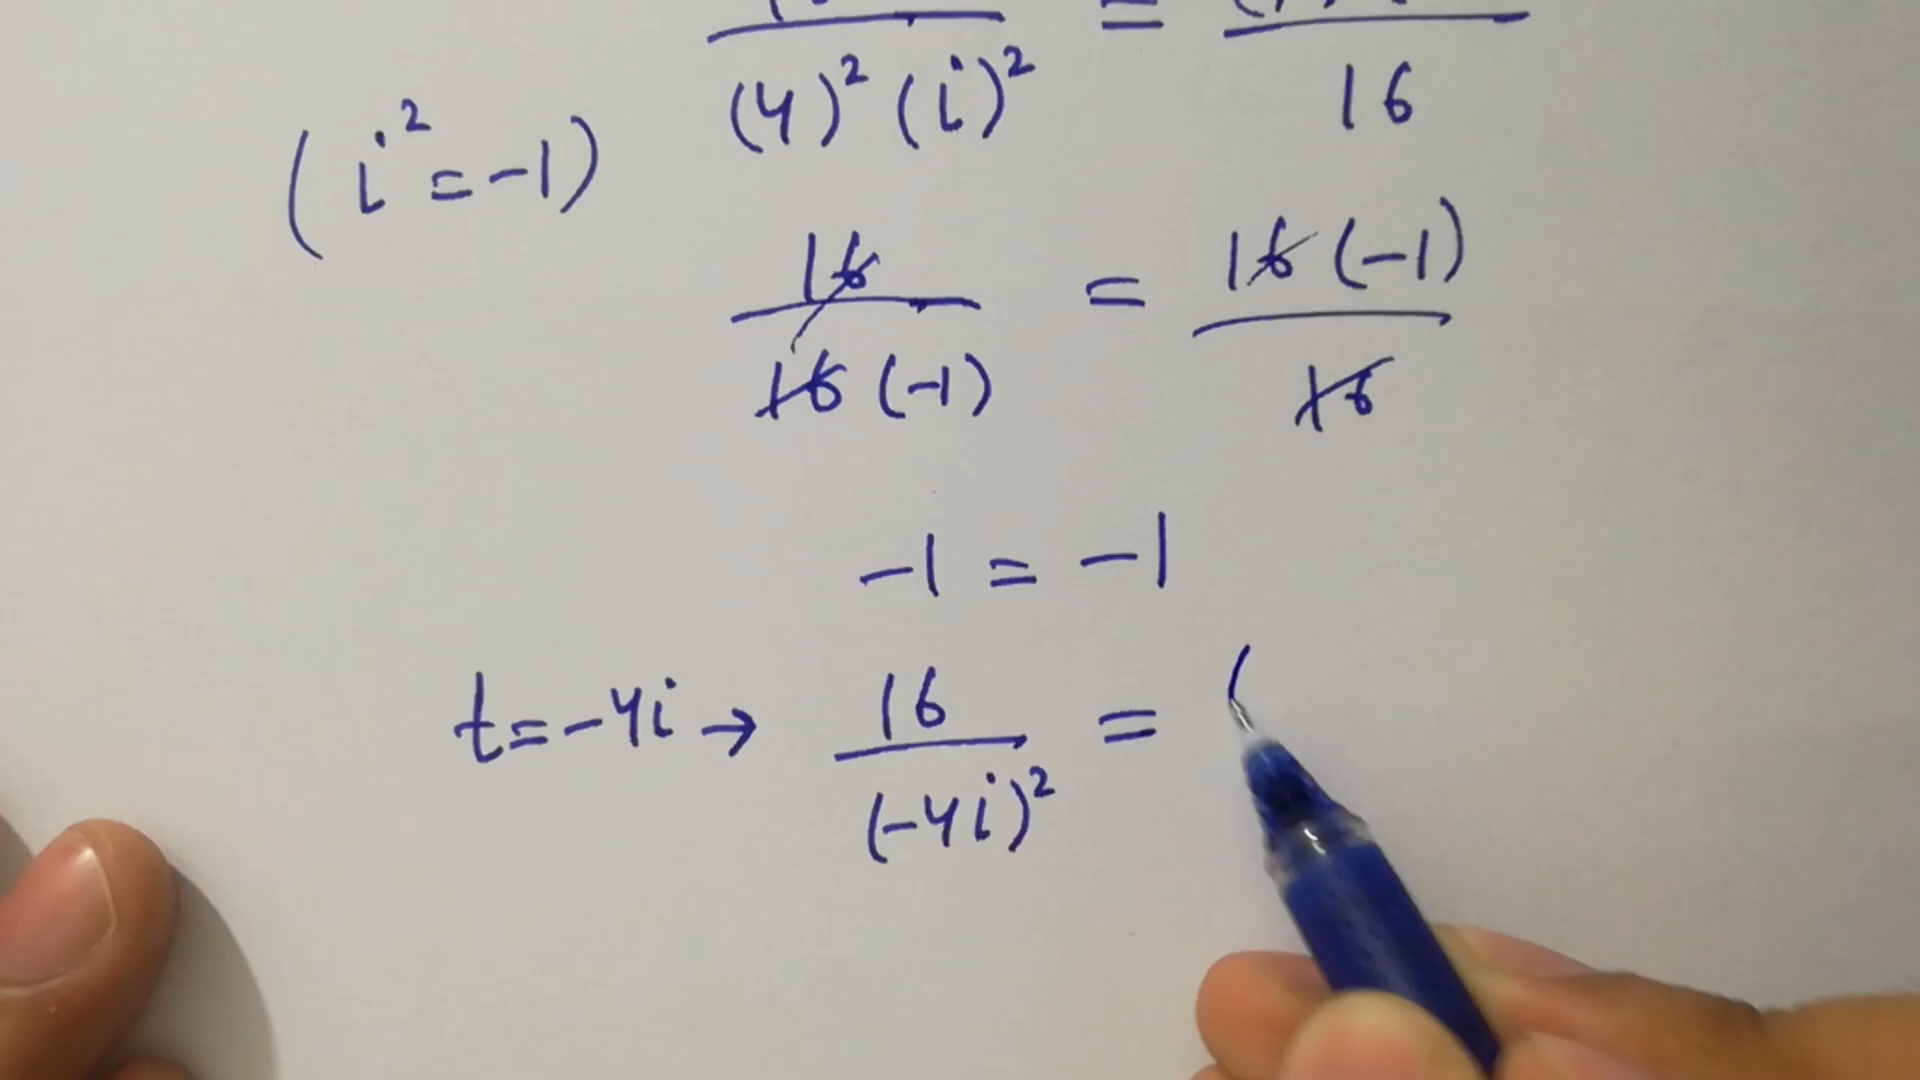 (4)² (i)² = 16
(i² = -1)
16 / 16 (-1) = 16 (-1) / 16
-1 = -1
t = -4i → 16 / (-4i)² = (